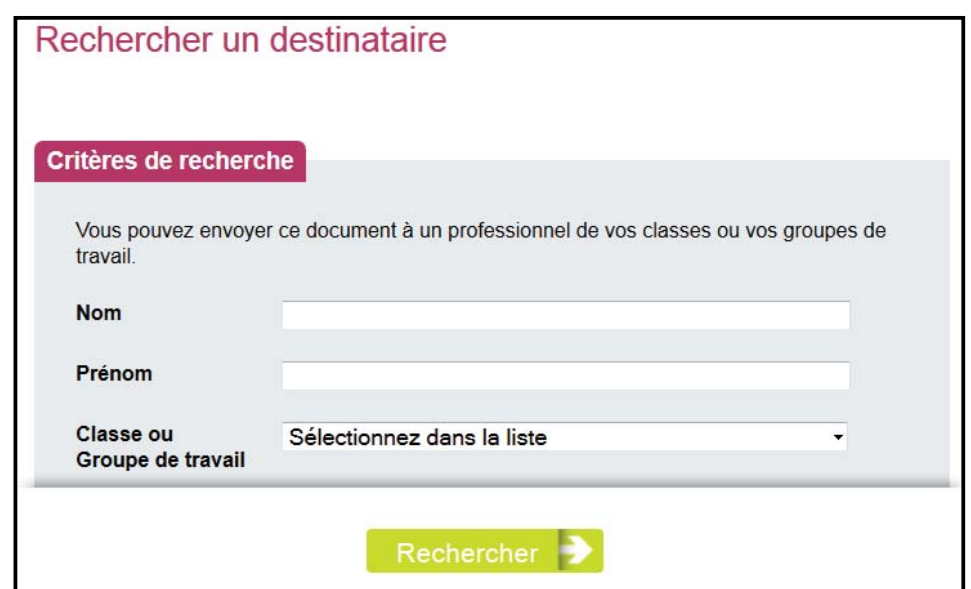 Rechercher un destinataire
Critères de recherche
Vous pouvez envoyer ce document à un professionnel de vos classes ou vos groupes de
travail.
Nom
Prénom
Classe ou
Groupe de travail
Sélectionnez dans la liste
Rechercher